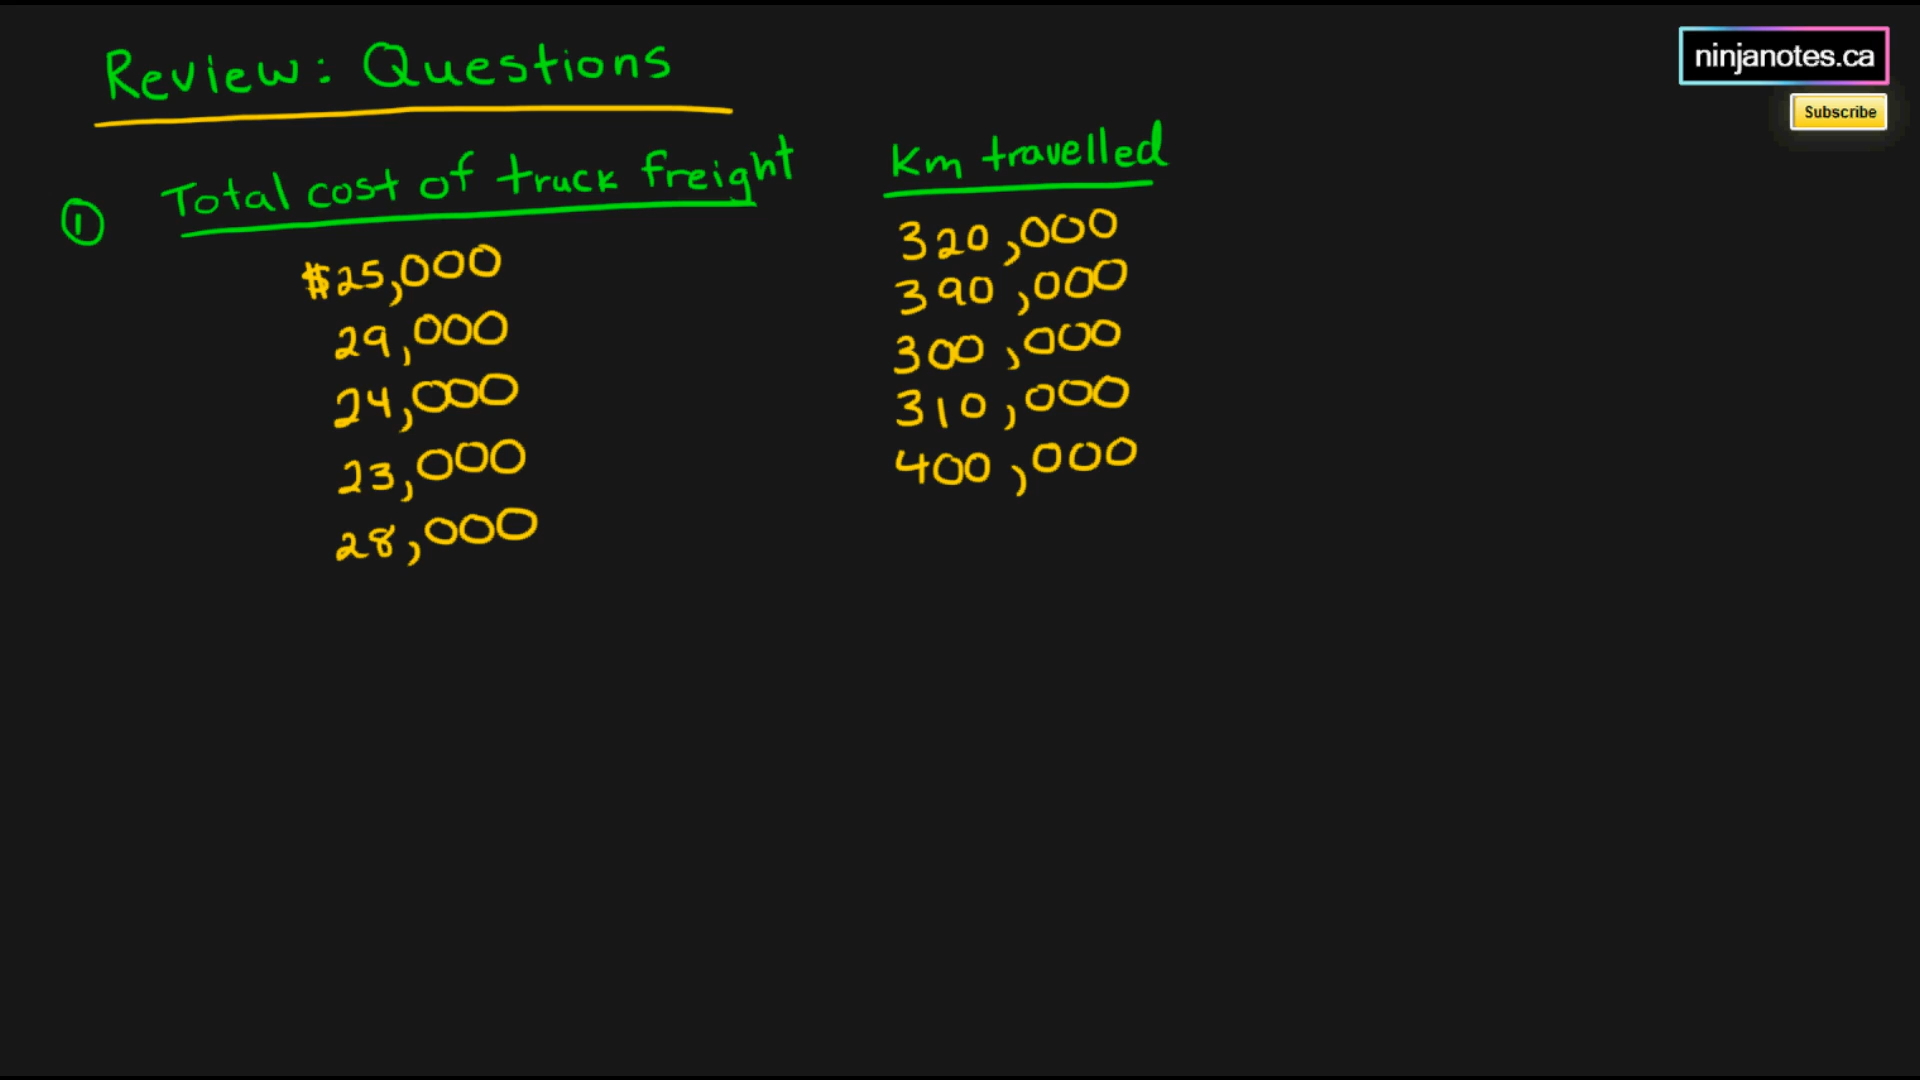 Review: Questions
ninjanotes.ca
Subscribe
① Total cost of truck freight
$25,000
29,000
24,000
23,000
28,000
Km travelled
320,000
390,000
300,000
310,000
400,000